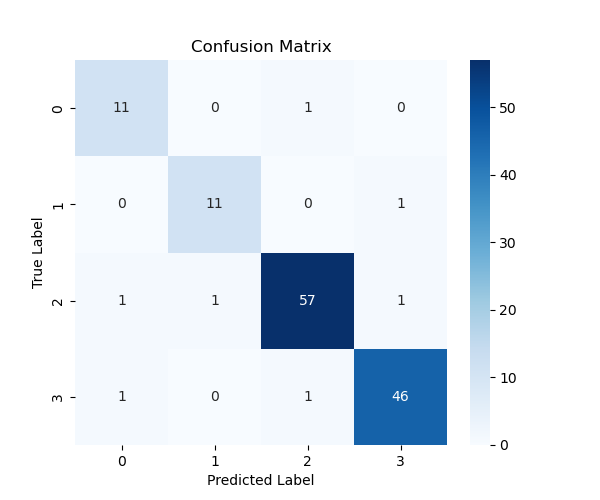 Confusion Matrix
0 11 0 1 0
1 0 11 0 1
2 1 1 57 1
3 1 0 1 46
0 1 2 3
True Label
Predicted Label
50
40
30
20
10
0